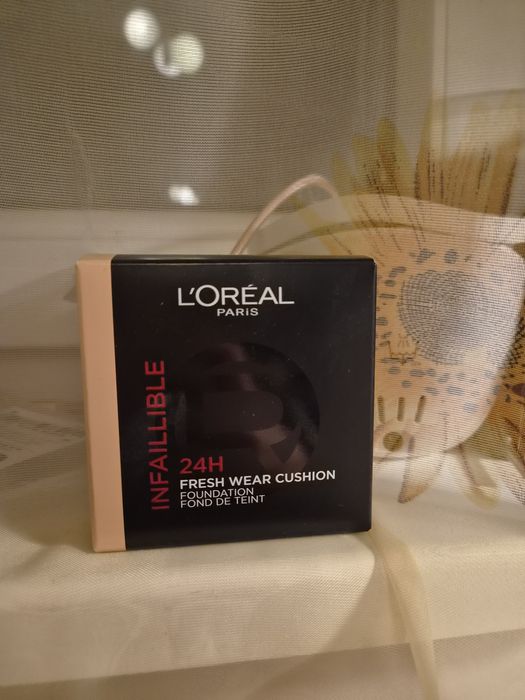 L'ORÉAL
PARIS
INFAILLIBLE
24H
FRESH WEAR CUSHION
FOUNDATION
FOND DE TEINT